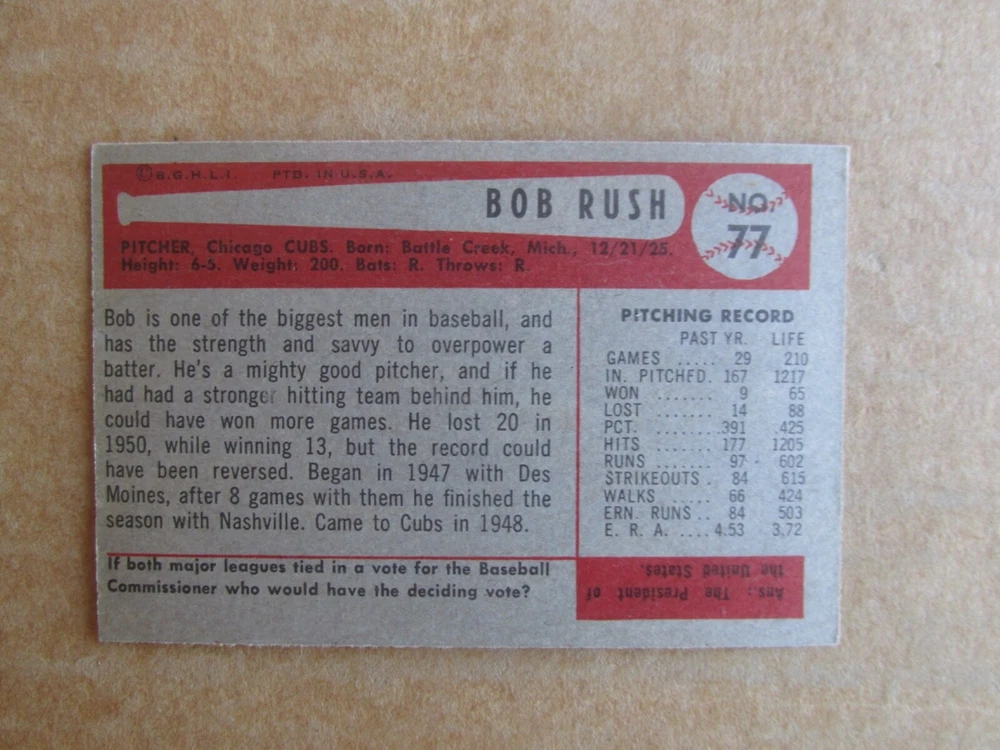 ©B.G.H.L.I. PTD. IN U.S.A.
BOB RUSH
NO.
77
PITCHER, Chicago CUBS. Born: Battle Creek, Mich., 12/21/25.
Height: 6-5. Weight: 200. Bats: R. Throws: R.
Bob is one of the biggest men in baseball, and
has the strength and savvy to overpower a
batter. He's a mighty good pitcher, and if he
had had a stronger hitting team behind him, he
could have won more games. He lost 20 in
1950, while winning 13, but the record could
have been reversed. Began in 1947 with Des
Moines, after 8 games with them he finished the
season with Nashville. Came to Cubs in 1948.
PITCHING RECORD
PAST YR. LIFE
GAMES ..... 29 210
IN. PITCHED. 167 1217
WON ....... 9 65
LOST ....... 14 88
PCT. ....... .391 .425
HITS ....... 177 1205
RUNS ...... 97 602
STRIKEOUTS . 84 615
WALKS ..... 66 424
ERN. RUNS .. 84 503
E. R. A. .... 4.53 3.72
If both major leagues tied in a vote for the Baseball
Commissioner who would have the deciding vote?
Ans.: The President of
the United States.